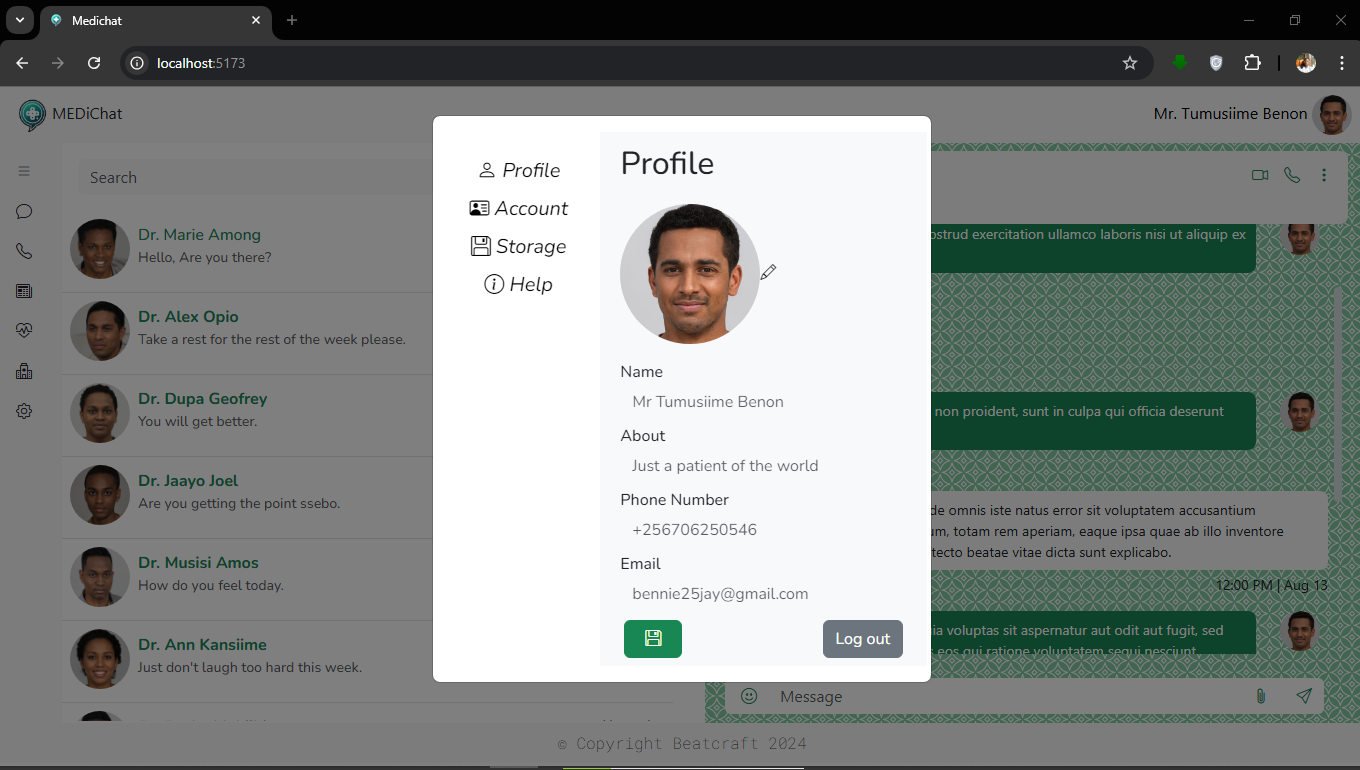 Medichat
localhost:5173
MEDiChat
Mr. Tumusiime Benon
Search
Dr. Marie Among
Hello, Are you there?
Dr. Alex Opio
Take a rest for the rest of the week please.
Dr. Dupa Geofrey
You will get better.
Dr. Jaayo Joel
Are you getting the point ssebo.
Dr. Musisi Amos
How do you feel today.
Dr. Ann Kansiime
Just don't laugh too hard this week.
Profile
Account
Storage
Help
Profile
Name
Mr Tumusiime Benon
About
Just a patient of the world
Phone Number
+256706250546
Email
bennie25jay@gmail.com
Log out
exercitation ullamco laboris nisi ut aliquip ex
non proident, sunt in culpa qui officia deserunt
omnis iste natus error sit voluptatem accusantium
totam rem aperiam, eaque ipsa quae ab illo inventore
beatae vitae dicta sunt explicabo.
12:00 PM | Aug 13
voluptas sit aspernatur aut odit aut fugit, sed
eos qui ratione voluptatem sequi nesciunt.
Message
© Copyright Beatcraft 2024